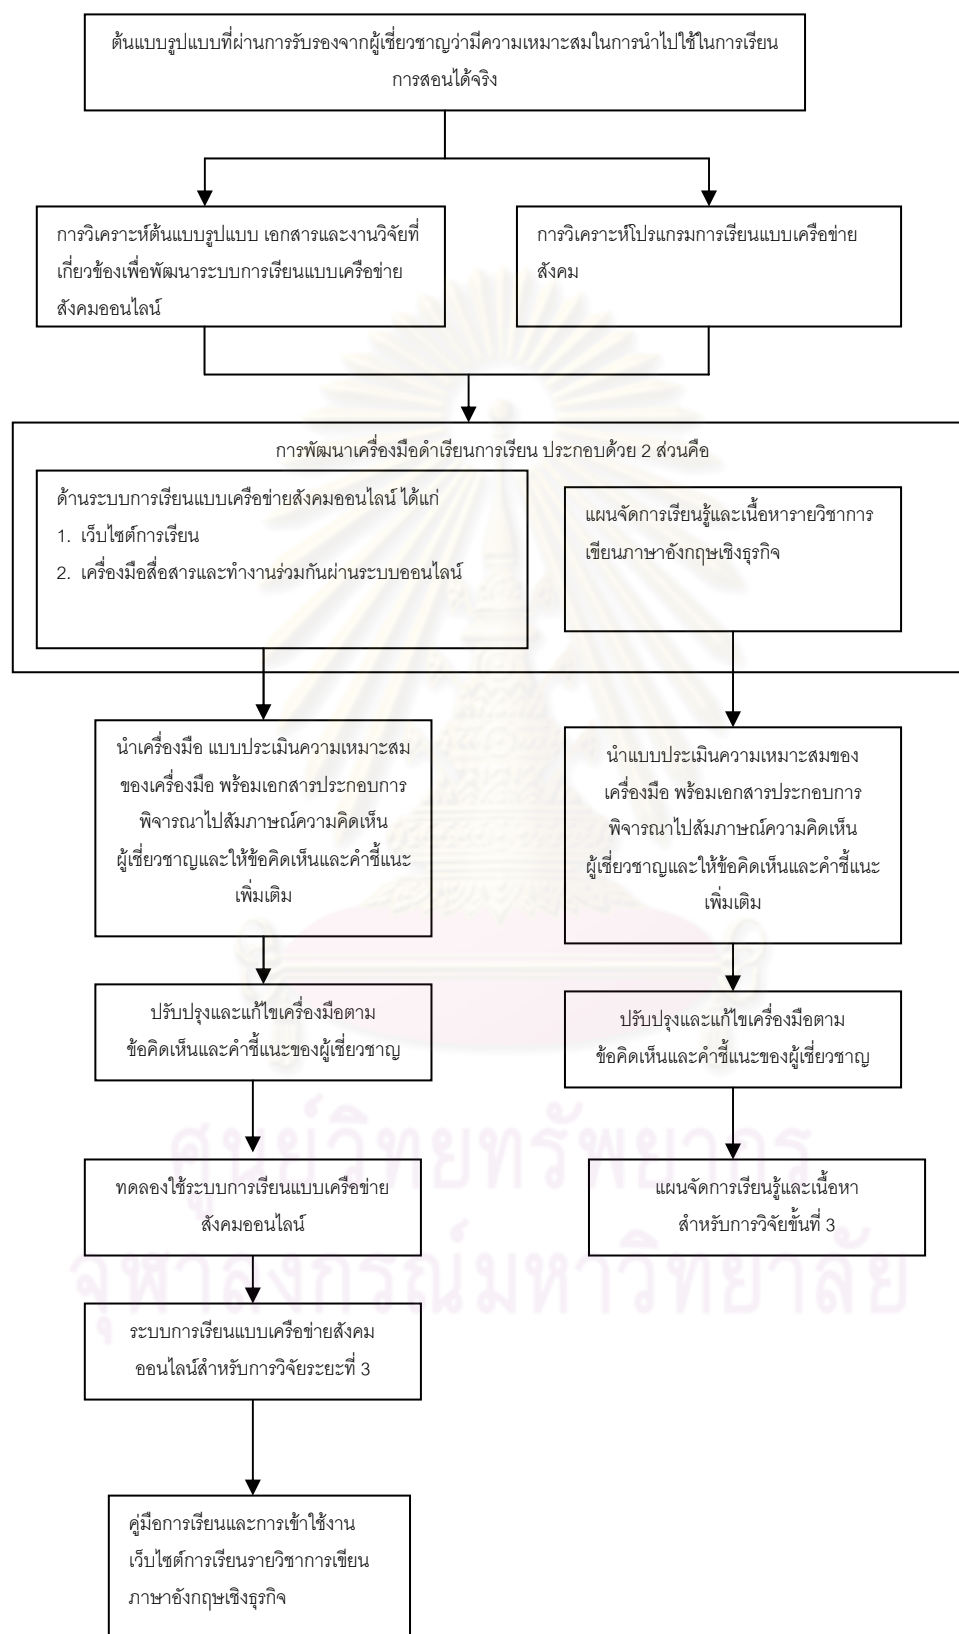 ต้นแบบรูปแบบที่ผ่านการรับรองจากผู้เชี่ยวชาญว่ามีความเหมาะสมในการนำไปใช้ในการเรียน
การสอนได้จริง
การวิเคราะห์ต้นแบบรูปแบบ เอกสารและงานวิจัยที่
เกี่ยวข้องเพื่อพัฒนาระบบการเรียนแบบเครือข่าย
สังคมออนไลน์
การวิเคราะห์โปรแกรมการเรียนแบบเครือข่าย
สังคม
การพัฒนาเครื่องมือดำเรียนการเรียน ประกอบด้วย 2 ส่วนคือ
ด้านระบบการเรียนแบบเครือข่ายสังคมออนไลน์ ได้แก่
1. เว็บไซต์การเรียน
2. เครื่องมือสื่อสารและทำงานร่วมกันผ่านระบบออนไลน์
แผนจัดการเรียนรู้และเนื้อหารายวิชาการ
เขียนภาษาอังกฤษเชิงธุรกิจ
นำเครื่องมือ แบบประเมินความเหมาะสม
ของเครื่องมือ พร้อมเอกสารประกอบการ
พิจารณาไปสัมภาษณ์ความคิดเห็น
ผู้เชี่ยวชาญและให้ข้อคิดเห็นและคำชี้แนะ
เพิ่มเติม
นำแบบประเมินความเหมาะสมของ
เครื่องมือ พร้อมเอกสารประกอบการ
พิจารณาไปสัมภาษณ์ความคิดเห็น
ผู้เชี่ยวชาญและให้ข้อคิดเห็นและคำชี้แนะ
เพิ่มเติม
ปรับปรุงและแก้ไขเครื่องมือตาม
ข้อคิดเห็นและคำชี้แนะของผู้เชี่ยวชาญ
ปรับปรุงและแก้ไขเครื่องมือตาม
ข้อคิดเห็นและคำชี้แนะของผู้เชี่ยวชาญ
ศูนย์วิทยทรัพยากร
จุฬาลงกรณ์มหาวิทยาลัย
ทดลองใช้ระบบการเรียนแบบเครือข่าย
สังคมออนไลน์
แผนจัดการเรียนรู้และเนื้อหา
สำหรับการวิจัยขั้นที่ 3
ระบบการเรียนแบบเครือข่ายสังคม
ออนไลน์สำหรับการวิจัยระยะที่ 3
คู่มือการเรียนและการเข้าใช้งาน
เว็บไซต์การเรียนรายวิชาการเขียน
ภาษาอังกฤษเชิงธุรกิจ